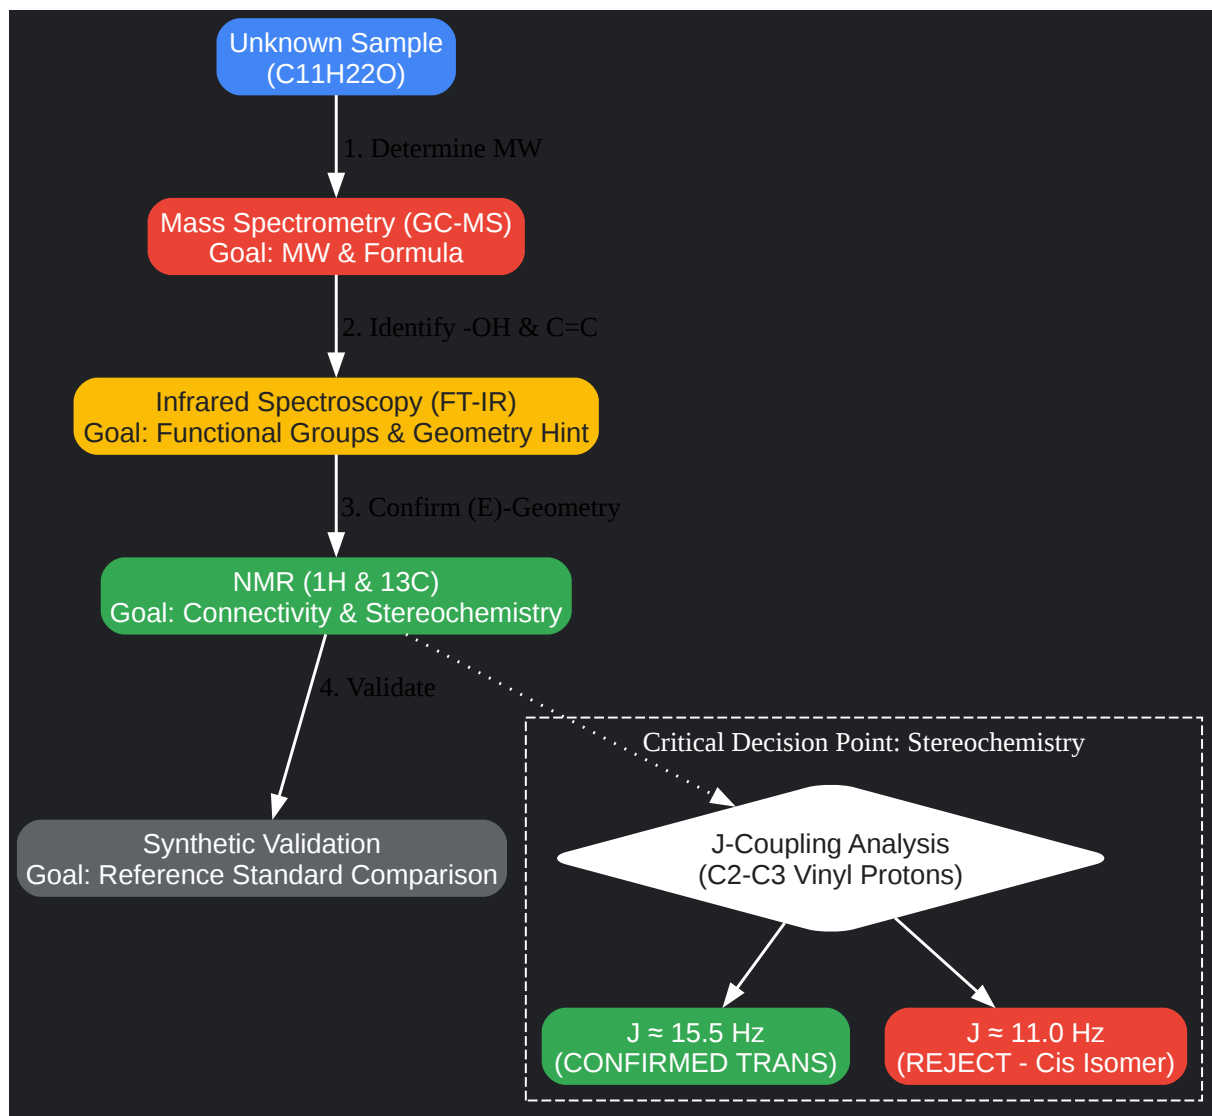 Unknown Sample
(C11H22O)
1. Determine MW
Mass Spectrometry (GC-MS)
Goal: MW & Formula
2. Identify -OH & C=C
Infrared Spectroscopy (FT-IR)
Goal: Functional Groups & Geometry Hint
3. Confirm (E)-Geometry
NMR (1H & 13C)
Goal: Connectivity & Stereochemistry
4. Validate
Critical Decision Point: Stereochemistry
Synthetic Validation
Goal: Reference Standard Comparison
J-Coupling Analysis
(C2-C3 Vinyl Protons)
J ≈ 15.5 Hz
(CONFIRMED TRANS)
J ≈ 11.0 Hz
(REJECT - Cis Isomer)